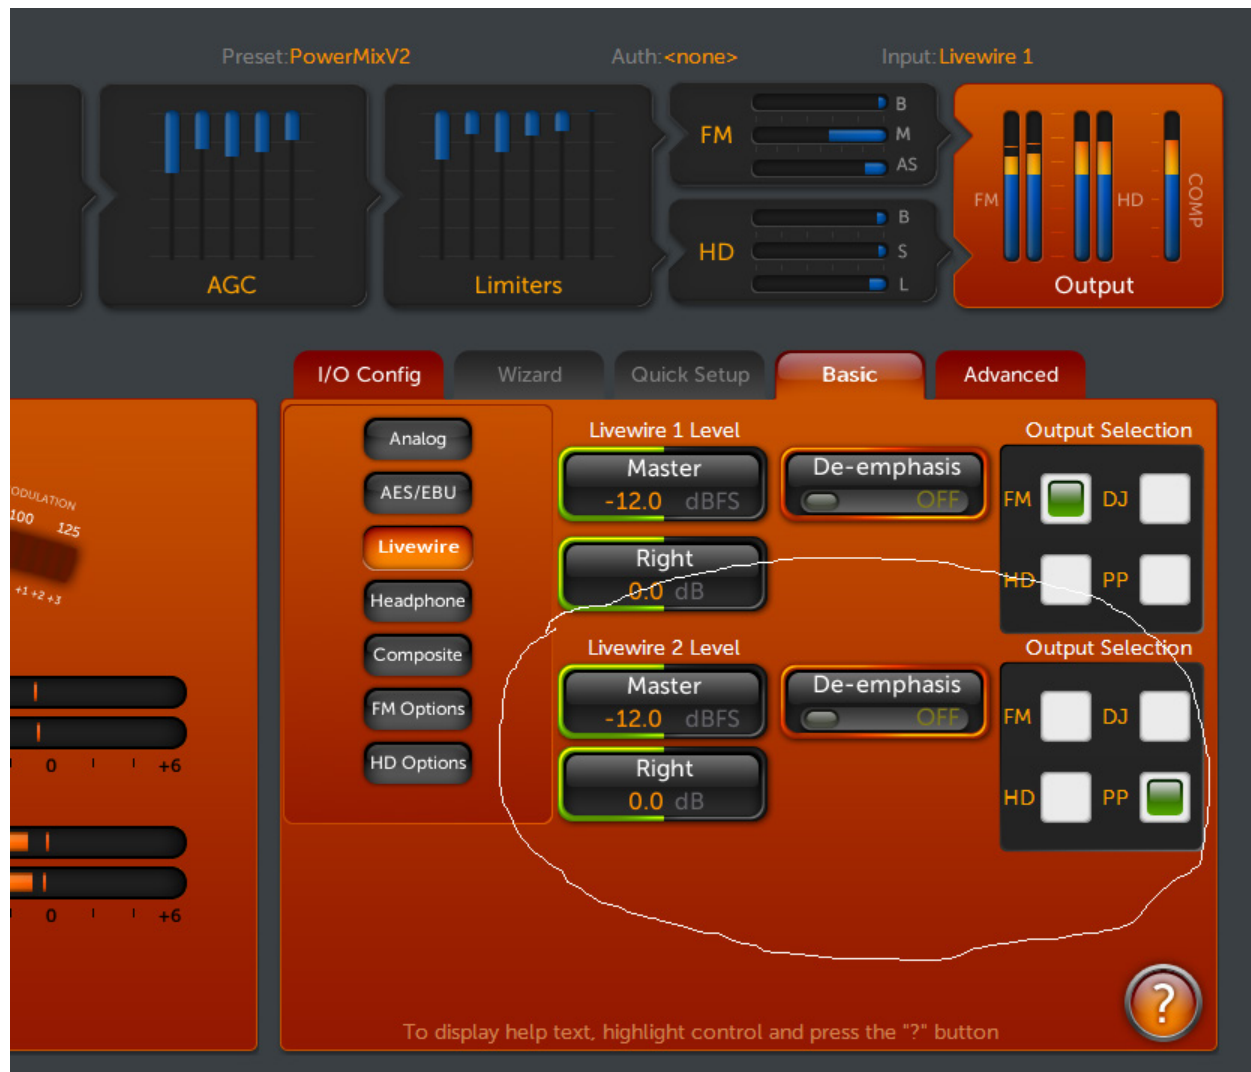 Preset:PowerMixV2 Auth:<none> Input:Livewire 1
AGC
Limiters
FM
B
M
AS
HD
B
S
L
FM
HD
COMP
Output
I/O Config Wizard Quick Setup Basic Advanced
ODULATION
100 125
+1 +2 +3
0 +6
0 +6
Analog
AES/EBU
Livewire
Headphone
Composite
FM Options
HD Options
Livewire 1 Level
Master
-12.0 dBFS
De-emphasis
OFF
Right
0.0 dB
Output Selection
FM DJ
HD PP
Livewire 2 Level
Master
-12.0 dBFS
De-emphasis
OFF
Right
0.0 dB
Output Selection
FM DJ
HD PP
?
To display help text, highlight control and press the "?" button